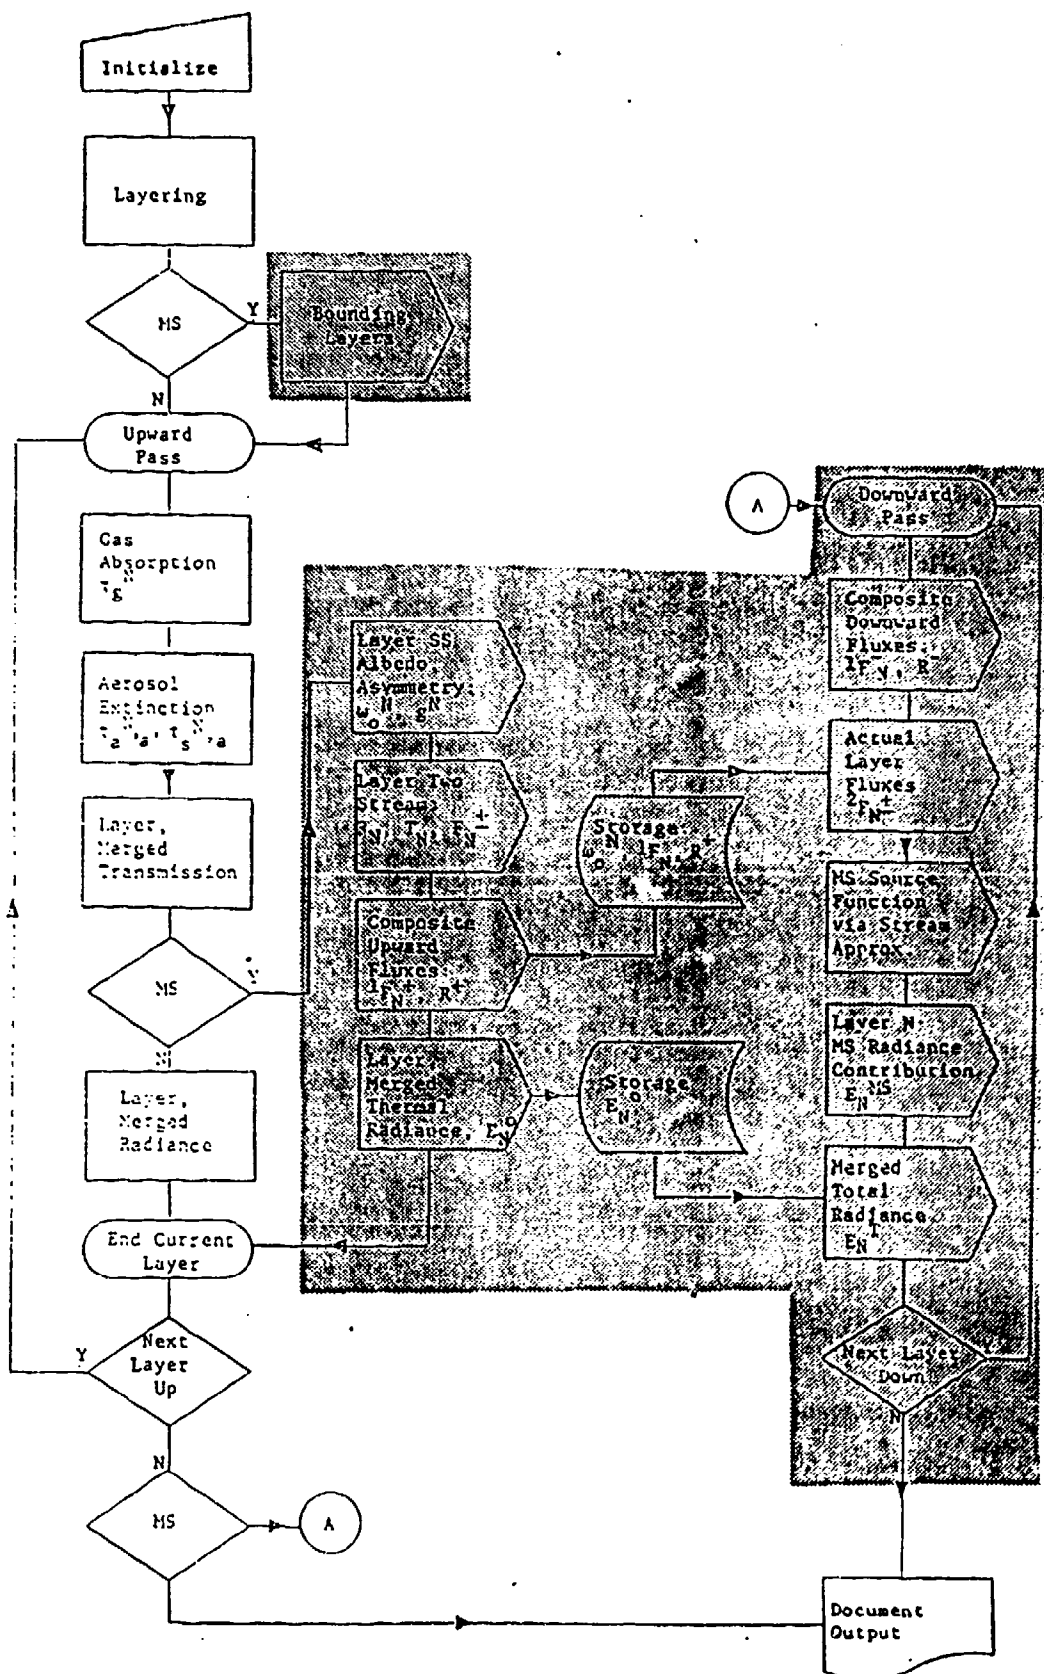 Initialize
Layering
MS
Y
Bounding
Layers
N
Upward
Pass
Gas
Absorption
Aerosol
Extinction
Layer,
Merged
Transmission
MS
Y
N
Layer,
Merged
Radiance
End Current
Layer
Y
Next
Layer
Up
N
MS
A
Layer SS
Albedo,
Asymmetry,
Layer Two
Stream,
Composite
Upward
Fluxes
Layer,
Merged
Thermal
Radiance,
Storage
Storage
A
Downward
Pass
Composite
Downward
Fluxes
Actual
Layer
Fluxes
MS Source
Function
via Stream
Approx.
Layer N
MS Radiance
Contribution
Merged
Total
Radiance
Next Layer
Down
N
Document
Output